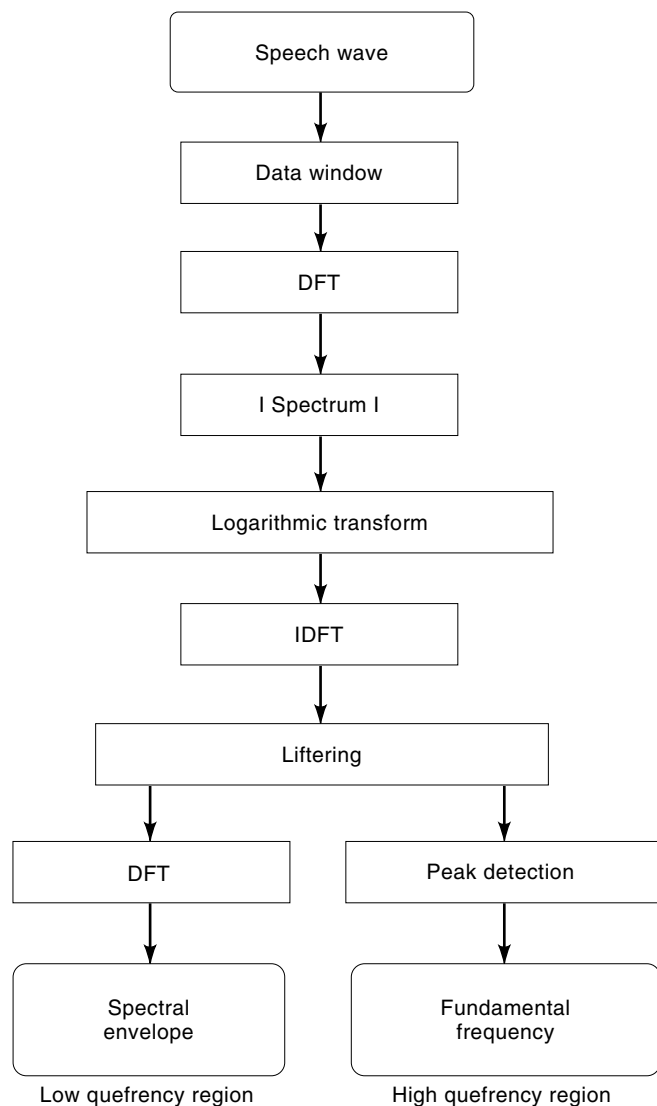 Speech wave
Data window
DFT
I Spectrum I
Logarithmic transform
IDFT
Liftering
DFT
Peak detection
Spectral
envelope
Fundamental
frequency
Low quefrency region
High quefrency region